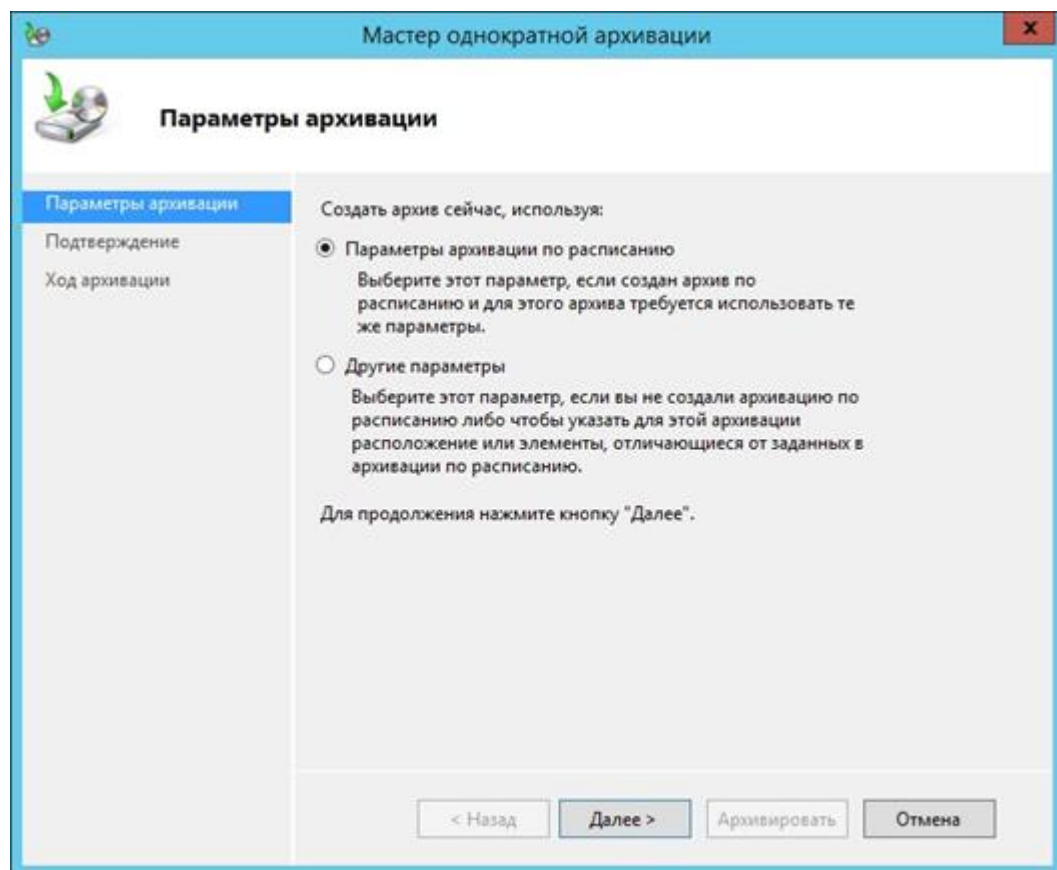 Мастер однократной архивации
x
Параметры архивации
Параметры архивации
Подтверждение
Ход архивации
Создать архив сейчас, используя:
Параметры архивации по расписанию
Выберите этот параметр, если создан архив по
расписанию и для этого архива требуется использовать те
же параметры.
Другие параметры
Выберите этот параметр, если вы не создали архивацию по
расписанию либо чтобы указать для этой архивации
расположение или элементы, отличающиеся от заданных в
архивации по расписанию.
Для продолжения нажмите кнопку "Далее".
< Назад
Далее >
Архивировать
Отмена